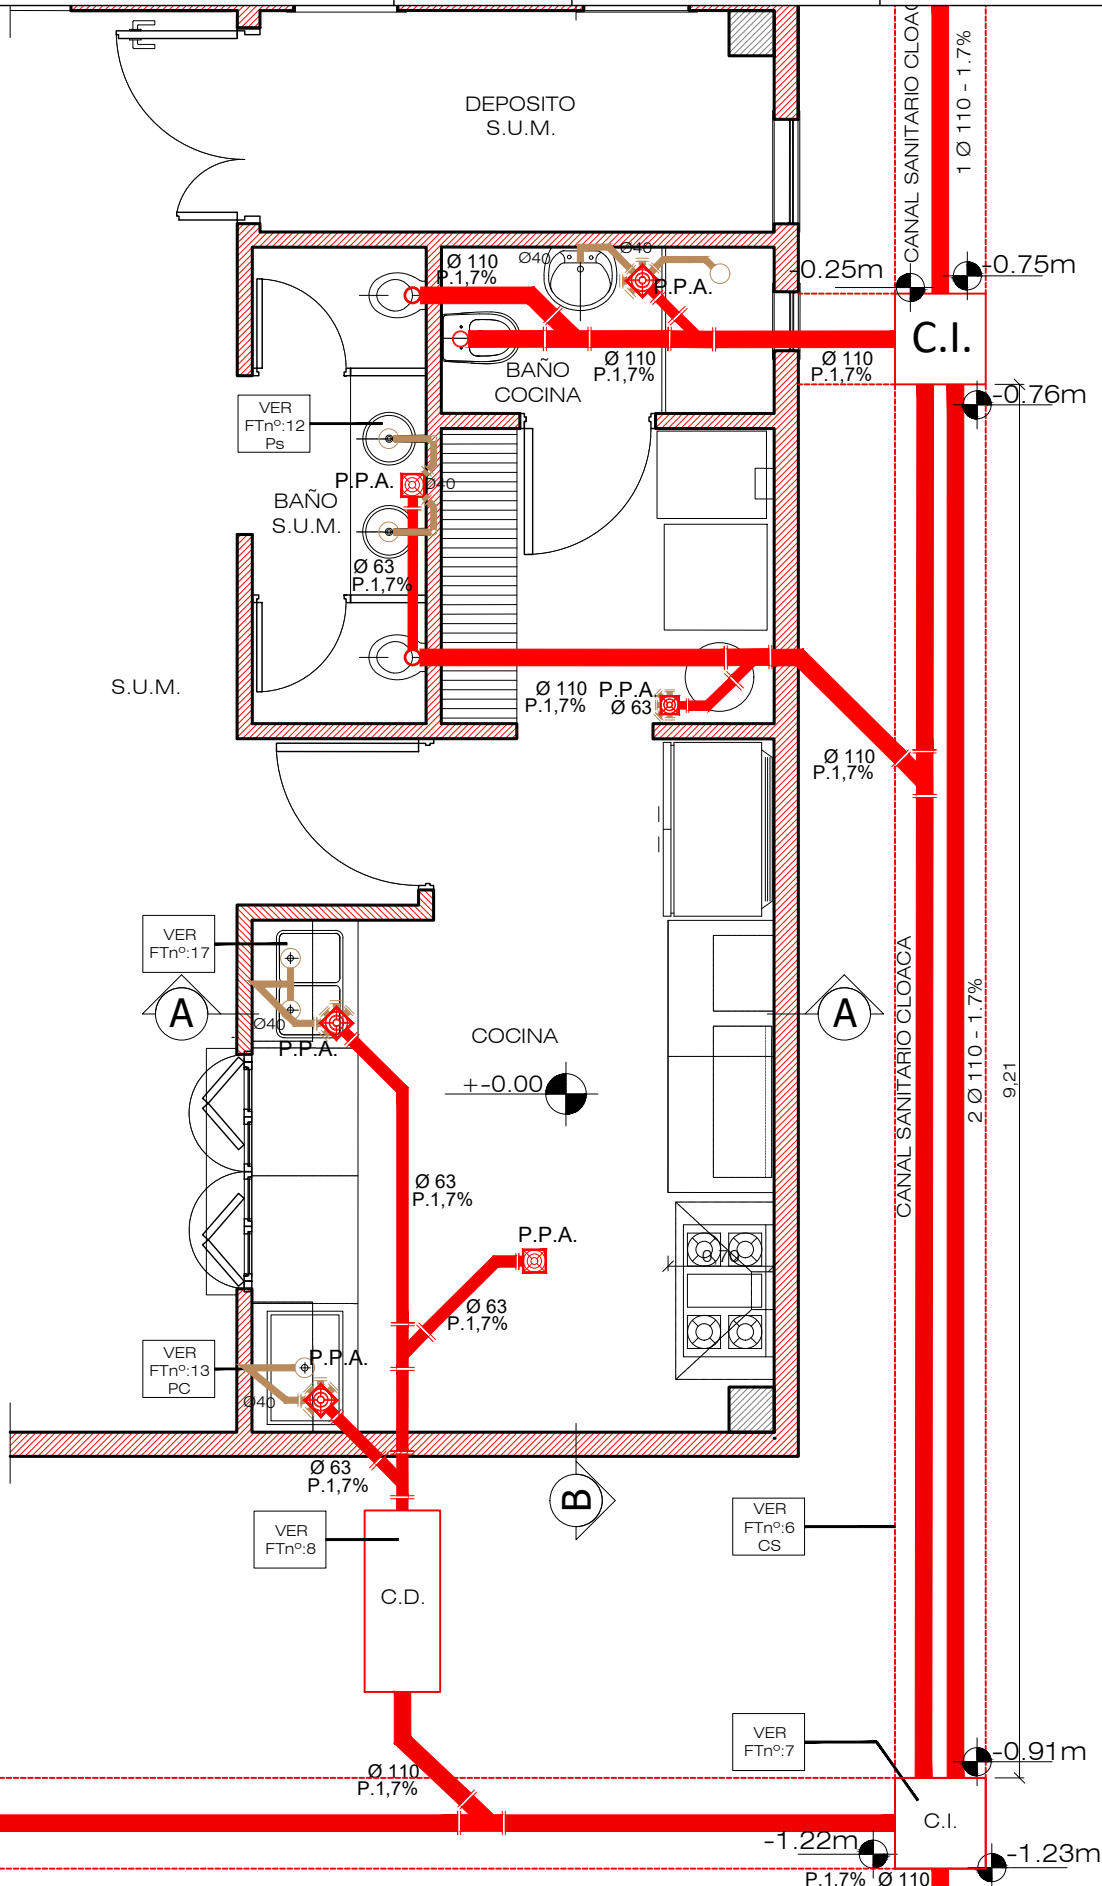 DEPOSITO
S.U.M.
CANAL SANITARIO CLOAC
1 Ø 110 - 1.7%
Ø 110
P.1,7%
Ø40
Ø40
P.P.A.
-0.25m
-0.75m
C.I.
Ø 110
P.1,7%
Ø 110
P.1,7%
BAÑO
COCINA
-0.76m
VER
FTnº:12
Ps
P.P.A.
Ø40
BAÑO
S.U.M.
Ø 63
P.1,7%
S.U.M.
Ø 110
P.1,7%
P.P.A.
Ø 63
Ø 110
P.1,7%
VER
FTnº:17
A
Ø40
P.P.A.
COCINA
A
+-0.00
CANAL SANITARIO CLOACA
2 Ø 110 - 1.7%
9,21
Ø 63
P.1,7%
P.P.A.
0,70
Ø 63
P.1,7%
VER
FTnº:13
PC
P.P.A.
Ø40
Ø 63
P.1,7%
B
VER
FTnº:8
VER
FTnº:6
CS
C.D.
VER
FTnº:7
-0.91m
Ø 110
P.1,7%
C.I.
-1.22m
-1.23m
P.1,7% Ø 110